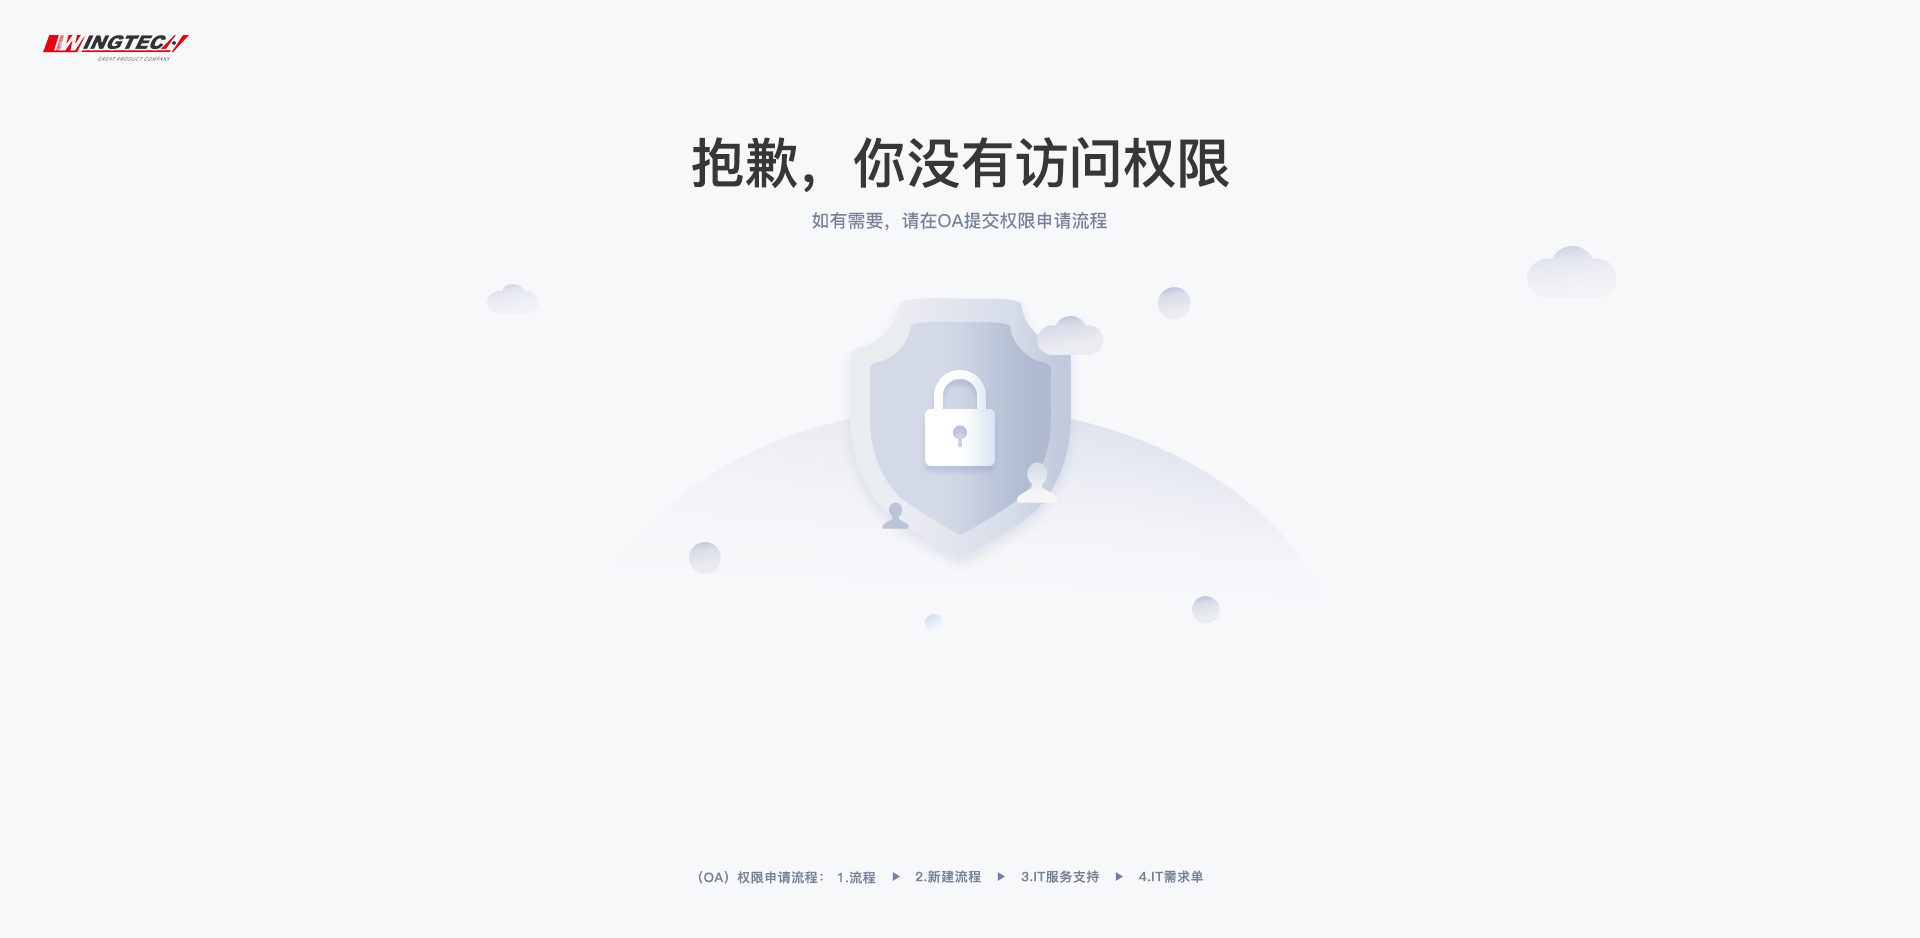 WINGTECH
GREAT PRODUCT COMPANY
抱歉，你没有访问权限
如有需要，请在OA提交权限申请流程
（OA）权限申请流程： 1.流程 ▶ 2.新建流程 ▶ 3.IT服务支持 ▶ 4.IT需求单